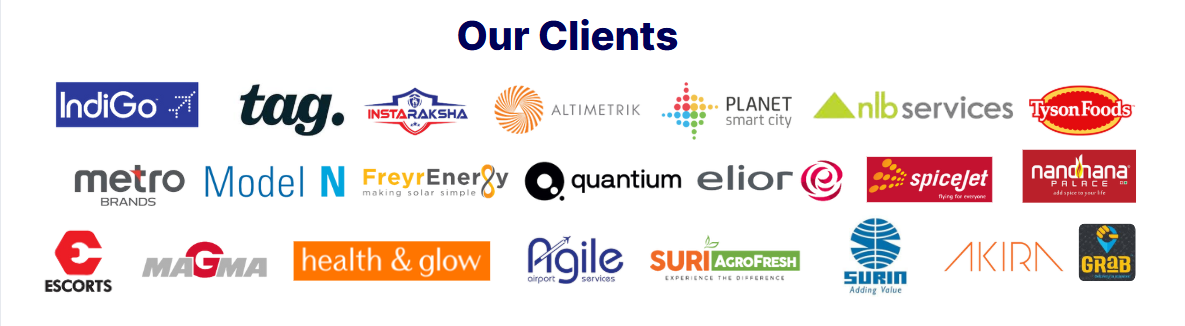 Our Clients
IndiGo
tag.
INSTARAKSHA
ALTIMETRIK
PLANET
smart city
nlb services
Tyson Foods
metro
BRANDS
Model N
FreyrEnergy
making solar simple
quantium
elior
spiceJet
flying for everyone
nandhana
PALACE
add spice to your life
ESCORTS
MAGMA
health & glow
Agile
airport services
SURI AGROFRESH
EXPERIENCE THE DIFFERENCE
SURIN
Adding Value
AKIRA
GRAB